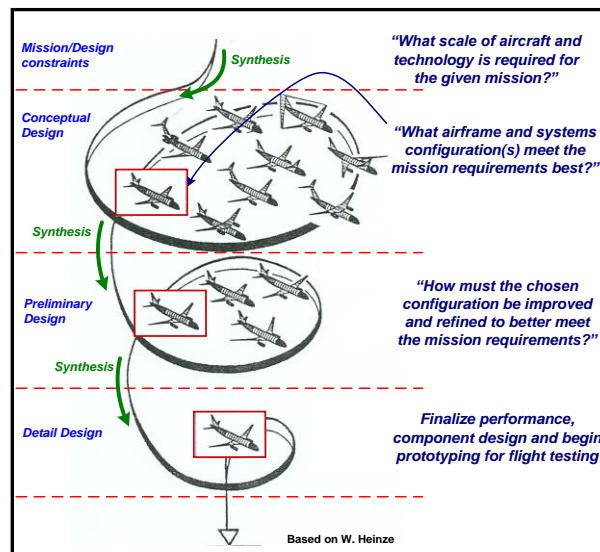 Mission/Design
constraints
Synthesis
“What scale of aircraft and
technology is required for
the given mission?”
Conceptual
Design
“What airframe and systems
configuration(s) meet the
mission requirements best?”
Synthesis
Preliminary
Design
“How must the chosen
configuration be improved
and refined to better meet
the mission requirements?”
Synthesis
Detail Design
Finalize performance,
component design and begin
prototyping for flight testing
Based on W. Heinze